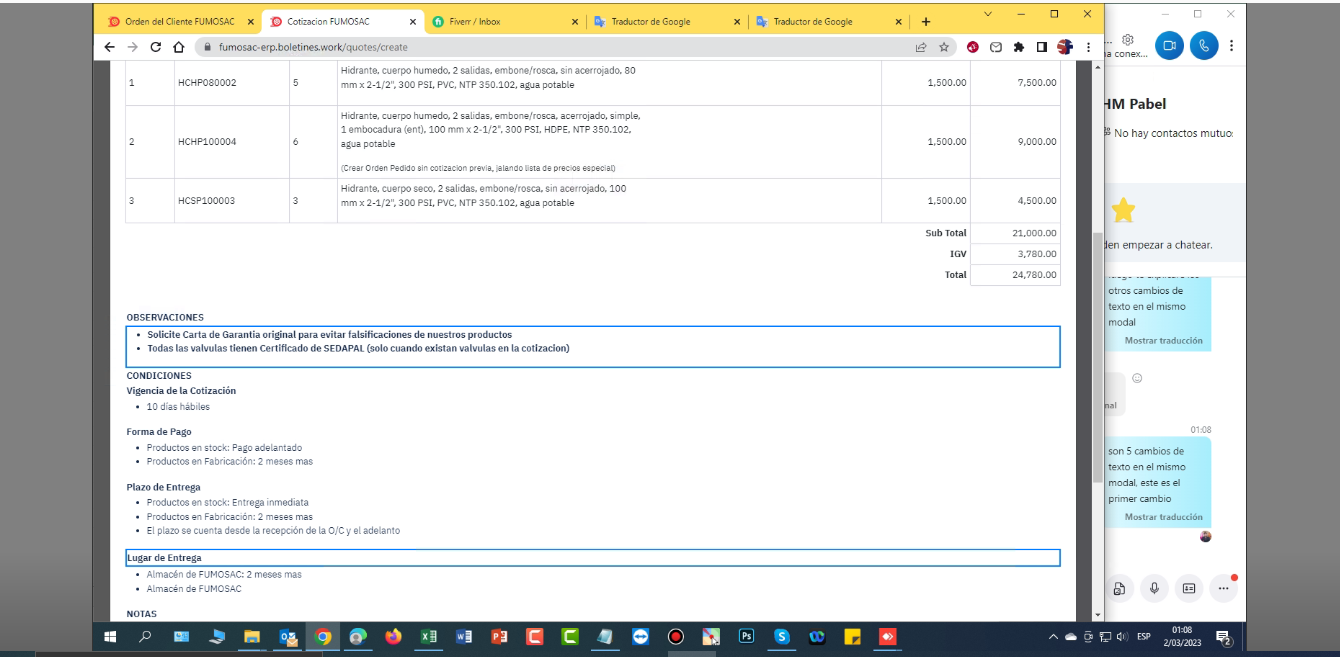 Orden del Cliente FUMOSAC
Cotizacion FUMOSAC
Fiverr / Inbox
Traductor de Google
Traductor de Google
fumosac-erp.boletines.work/quotes/create
1 HCHP080002 5 Hidrante, cuerpo humedo, 2 salidas, embone/rosca, sin acerrojado, 80 1,500.00 7,500.00
mm x 2-1/2", 300 PSI, PVC, NTP 350.102, agua potable
2 HCHP100004 6 Hidrante, cuerpo humedo, 2 salidas, embone/rosca, acerrojado, simple, 1,500.00 9,000.00
1 embocadura (ent), 100 mm x 2-1/2", 300 PSI, HDPE, NTP 350.102,
agua potable
(Crear Orden Pedido sin cotizacion previa, jalando lista de precios especial)
3 HCSP100003 3 Hidrante, cuerpo seco, 2 salidas, embone/rosca, sin acerrojado, 100 1,500.00 4,500.00
mm x 2-1/2", 300 PSI, PVC, NTP 350.102, agua potable
Sub Total 21,000.00
IGV 3,780.00
Total 24,780.00
OBSERVACIONES
• Solicite Carta de Garantia original para evitar falsificaciones de nuestros productos
• Todas las valvulas tienen Certificado de SEDAPAL (solo cuando existan valvulas en la cotizacion)
CONDICIONES
Vigencia de la Cotización
• 10 días hábiles
Forma de Pago
• Productos en stock: Pago adelantado
• Productos en Fabricación: 2 meses mas
Plazo de Entrega
• Productos en stock: Entrega inmediata
• Productos en Fabricación: 2 meses mas
• El plazo se cuenta desde la recepción de la O/C y el adelanto
Lugar de Entrega
• Almacén de FUMOSAC: 2 meses mas
• Almacén de FUMOSAC
NOTAS
a conex...
HM Pabel
No hay contactos mutuo:
den empezar a chatear.
otros cambios de
texto en el mismo
modal
Mostrar traducción
nal
01:08
son 5 cambios de
texto en el mismo
modal, este es el
primer cambio
Mostrar traducción
ESP
01:08
2/03/2023
2